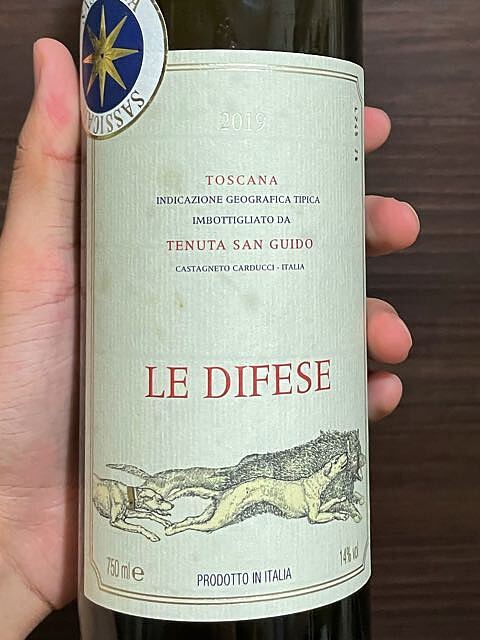 SASSICA
2019
TOSCANA
INDICAZIONE GEOGRAFICA TIPICA
IMBOTTIGLIATO DA
TENUTA SAN GUIDO
CASTAGNETO CARDUCCI - ITALIA
LE DIFESE
750 ml e
14% vol
PRODOTTO IN ITALIA